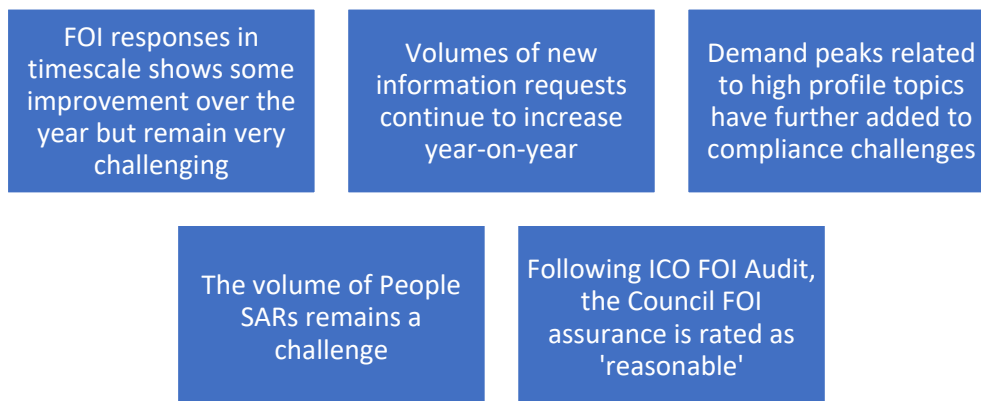 FOI responses in
timescale shows some
improvement over the
year but remain very
challenging
Volumes of new
information requests
continue to increase
year-on-year
Demand peaks related
to high profile topics
have further added to
compliance challenges
The volume of People
SARs remains a
challenge
Following ICO FOI Audit,
the Council FOI
assurance is rated as
'reasonable'